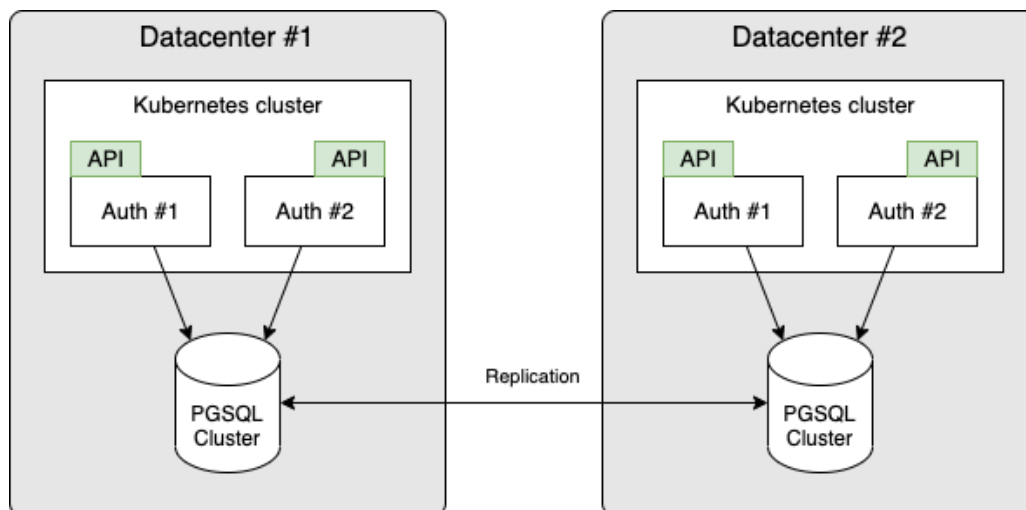 Datacenter #1
Kubernetes cluster
API
API
Auth #1
Auth #2
PGSQL
Cluster
Replication
Datacenter #2
Kubernetes cluster
API
API
Auth #1
Auth #2
PGSQL
Cluster